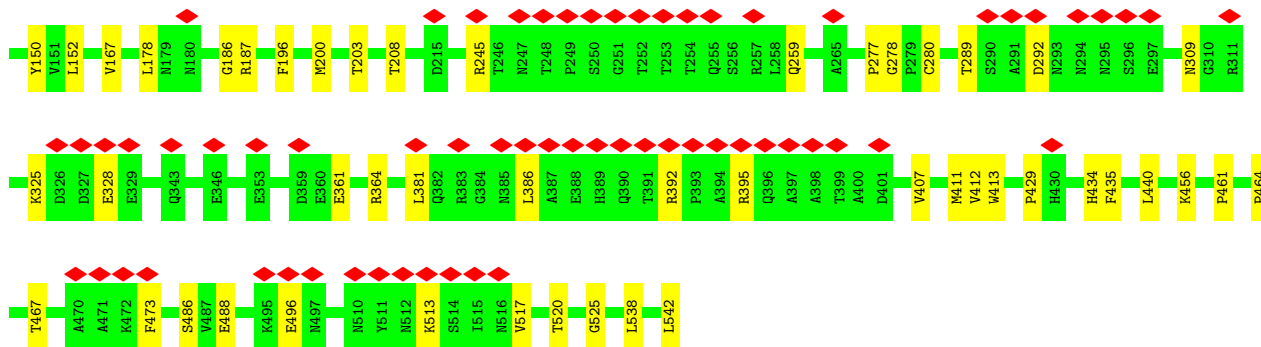 Y150 V151 L152 V167 L178 N179 N180 G186 R187 F196 M200 T203 T208 D215 R245 T246 N247 T248 P249 S250 G251 T252 T253 T254 Q255 S256 R257 L258 Q259 A265 P277 G278 P279 C280 T289 S290 A291 D292 N293 N294 N295 S296 E297 N309 G310 R311
K325 D326 D327 E328 E329 Q343 E346 E353 D359 E360 E361 R364 L381 Q382 R383 G384 N385 L386 A387 E388 H389 Q390 T391 R392 P393 A394 R395 Q396 A397 A398 T399 A400 D401 V407 M411 V412 W413 P429 H430 H434 F435 L440 K456 P461
T467 A470 A471 K472 F473 S486 V487 E488 K495 E496 N497 N510 Y511 N512 K513 S514 I515 N516 V517 T520 G525 L538 L542